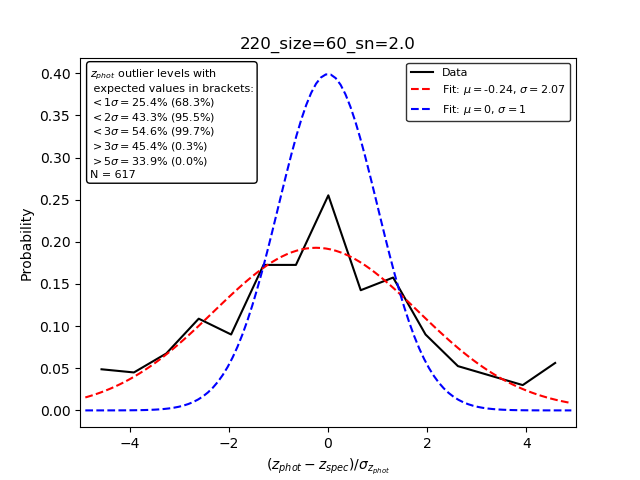 220_size=60_sn=2.0
z_phot outlier levels with
expected values in brackets:
< 1σ = 25.4% (68.3%)
< 2σ = 43.3% (95.5%)
< 3σ = 54.6% (99.7%)
> 3σ = 45.4% (0.3%)
> 5σ = 33.9% (0.0%)
N = 617
Data
Fit: μ = -0.24, σ = 2.07
Fit: μ = 0, σ = 1
Probability
0.40
0.35
0.30
0.25
0.20
0.15
0.10
0.05
0.00
−4
−2
0
2
4
(z_phot − z_spec)/σ_z_phot